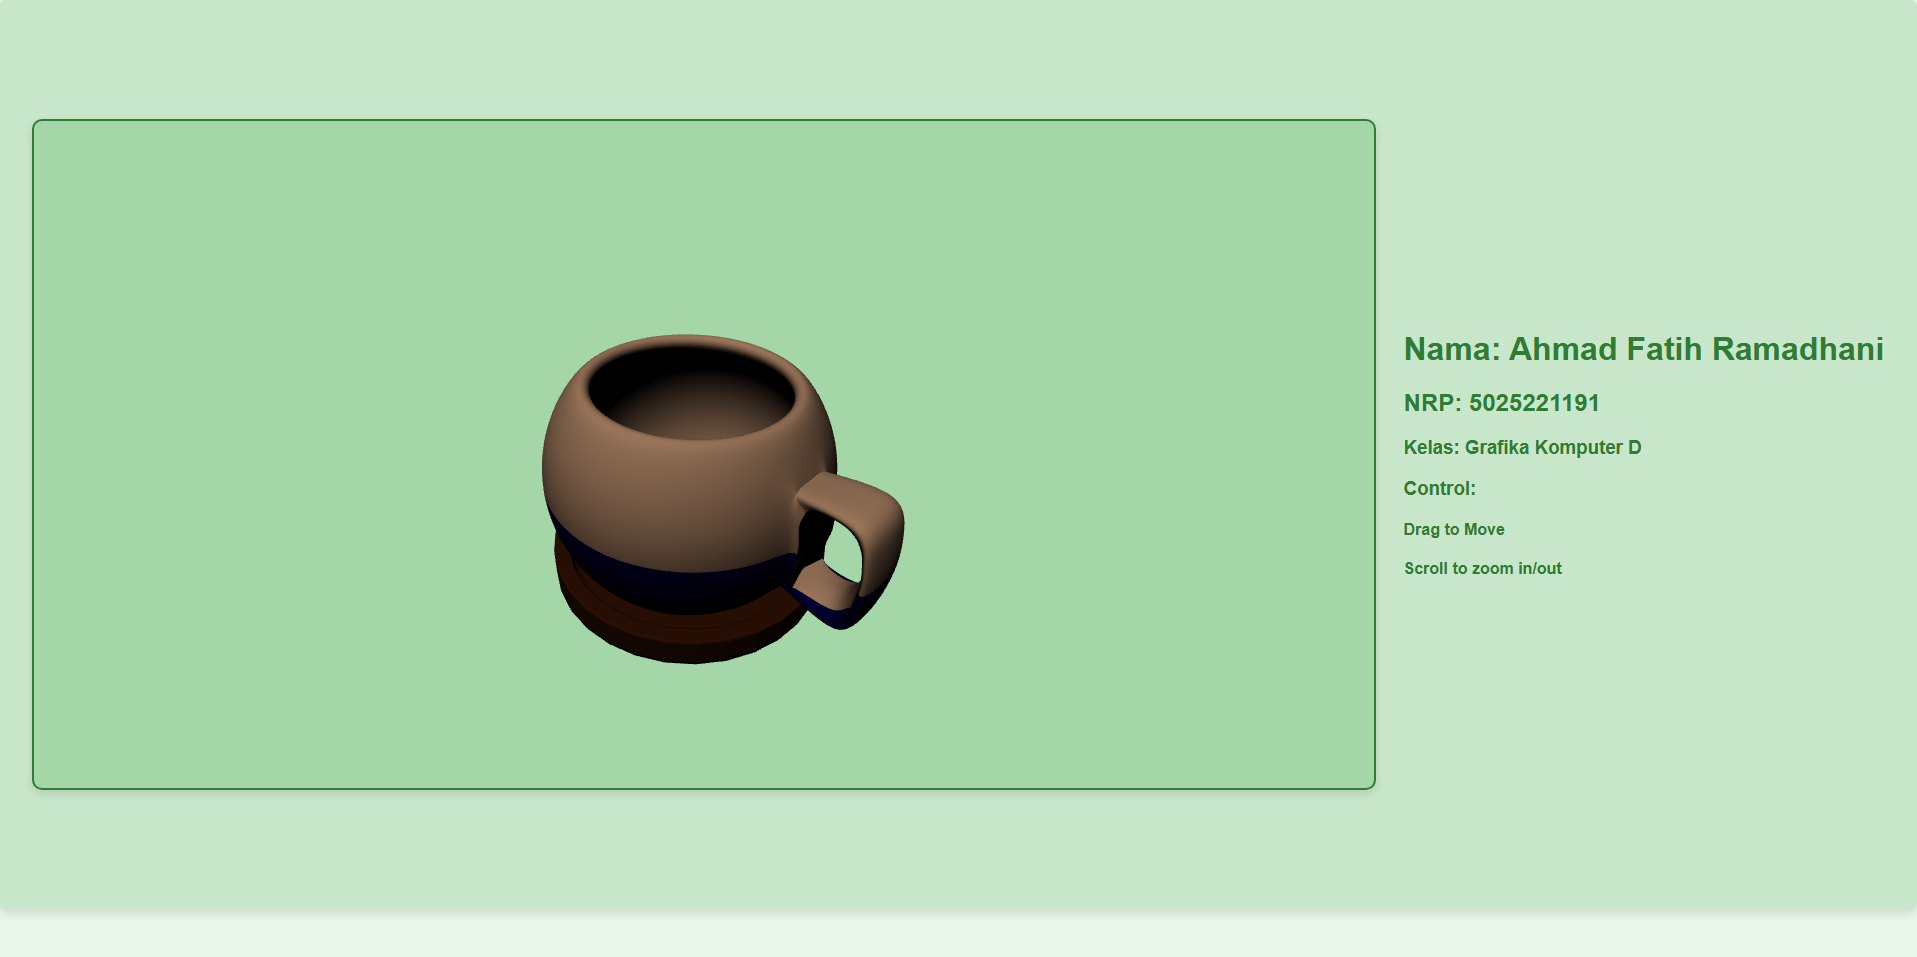 Nama: Ahmad Fatih Ramadhani
NRP: 5025221191
Kelas: Grafika Komputer D
Control:
Drag to Move
Scroll to zoom in/out